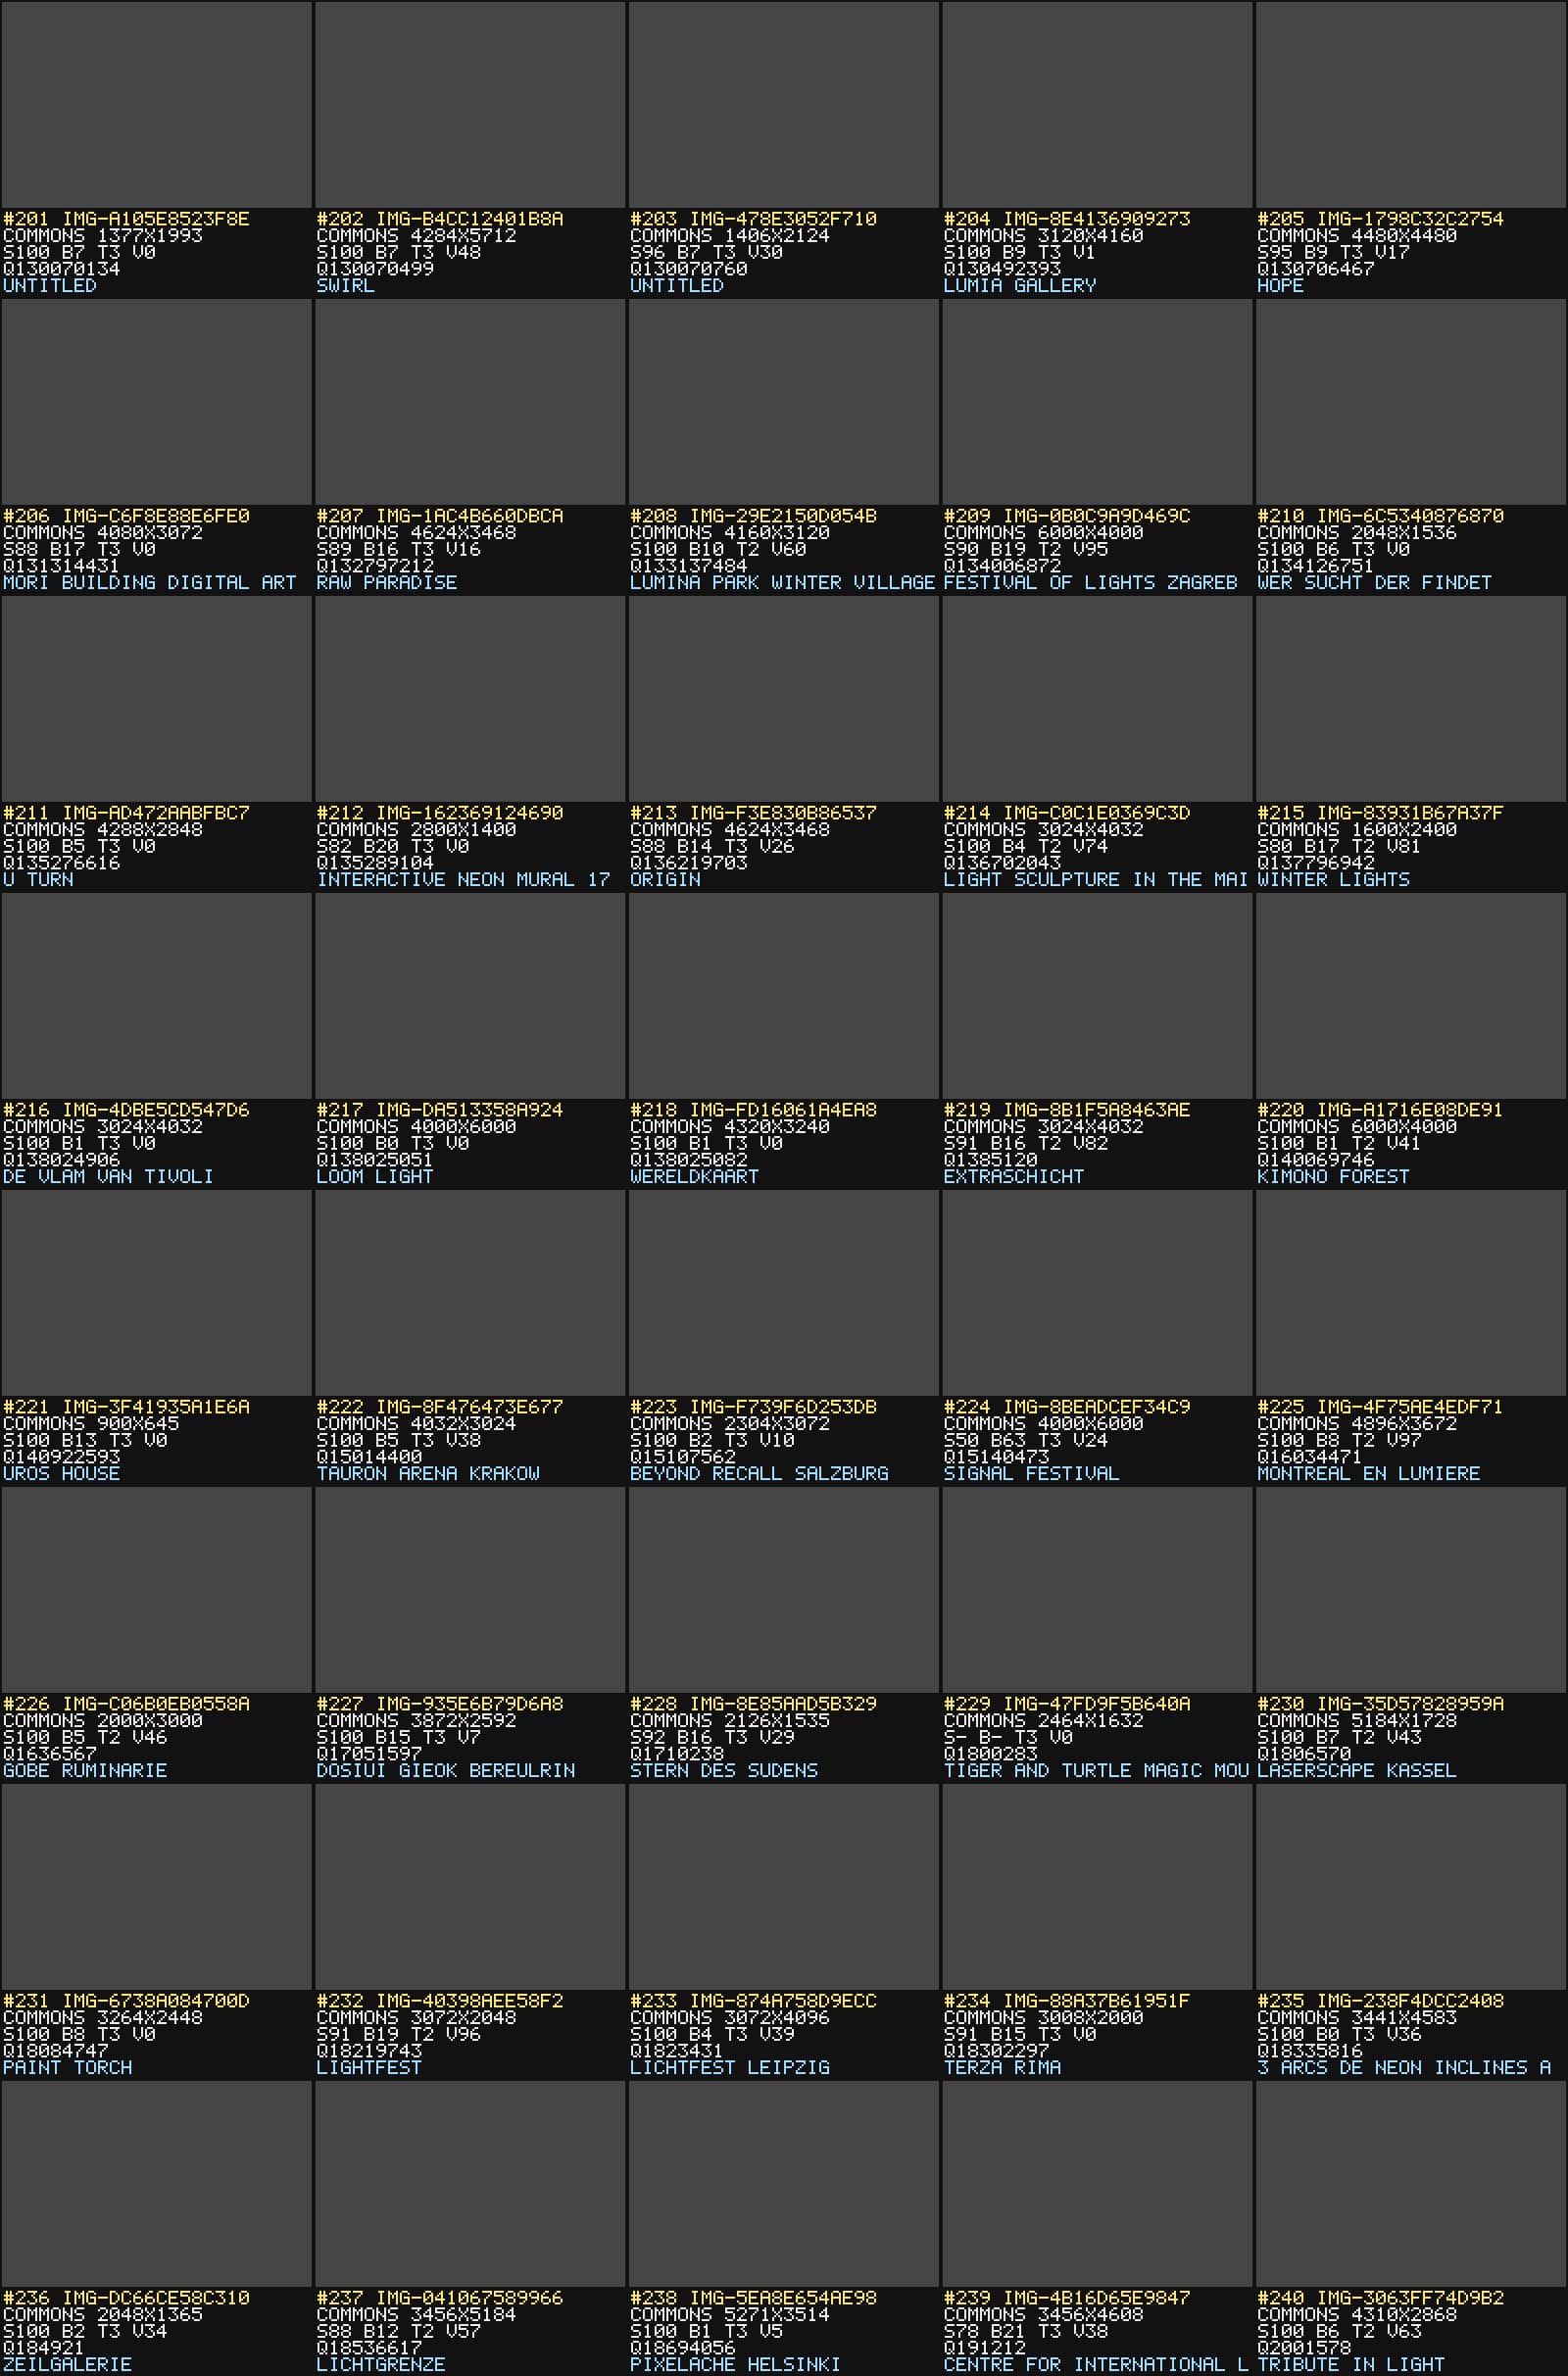 #201 IMG-A105E8523F8E
COMMONS 1377X1993
S100 B7 T3 V0
Q130070134
UNTITLED
#202 IMG-B4CC12401B8A
COMMONS 4284X5712
S100 B7 T3 V48
Q130070499
SWIRL
#203 IMG-478E3052F710
COMMONS 1406X2124
S96 B7 T3 V30
Q130070760
UNTITLED
#204 IMG-8E4136909273
COMMONS 3120X4160
S100 B9 T3 V1
Q130492393
LUMIA GALLERY
#205 IMG-1798C32C2754
COMMONS 4480X4480
S95 B9 T3 V17
Q130706467
HOPE
#206 IMG-C6F8E88E6FE0
COMMONS 4080X3072
S88 B17 T3 V0
Q131314431
MORI BUILDING DIGITAL ART
#207 IMG-1AC4B660DBCA
COMMONS 4624X3468
S89 B16 T3 V16
Q132797212
RAW PARADISE
#208 IMG-29E2150D054B
COMMONS 4160X3120
S100 B10 T2 V60
Q133137484
LUMINA PARK WINTER VILLAGE
#209 IMG-0B0C9A9D469C
COMMONS 6000X4000
S90 B19 T2 V95
Q134006872
FESTIVAL OF LIGHTS ZAGREB
#210 IMG-6C5340876870
COMMONS 2048X1536
S100 B6 T3 V0
Q134126751
WER SUCHT DER FINDET
#211 IMG-AD472AABFBC7
COMMONS 4288X2848
S100 B5 T3 V0
Q135276616
U TURN
#212 IMG-162369124690
COMMONS 2800X1400
S82 B20 T3 V0
Q135289104
INTERACTIVE NEON MURAL 17
#213 IMG-F3E830B86537
COMMONS 4624X3468
S88 B14 T3 V26
Q136219703
ORIGIN
#214 IMG-C0C1E0369C3D
COMMONS 3024X4032
S100 B4 T2 V74
Q136702043
LIGHT SCULPTURE IN THE MAI
#215 IMG-83931B67A37F
COMMONS 1600X2400
S80 B17 T2 V81
Q137796942
WINTER LIGHTS
#216 IMG-4DBE5CD547D6
COMMONS 3024X4032
S100 B1 T3 V0
Q138024906
DE VLAM VAN TIVOLI
#217 IMG-DA513358A924
COMMONS 4000X6000
S100 B0 T3 V0
Q138025051
LOOM LIGHT
#218 IMG-FD16061A4EA8
COMMONS 4320X3240
S100 B1 T3 V0
Q138025082
WERELDKAART
#219 IMG-8B1F5A8463AE
COMMONS 3024X4032
S91 B16 T2 V82
Q1385120
EXTRASCHICHT
#220 IMG-A1716E08DE91
COMMONS 6000X4000
S100 B1 T2 V41
Q140069746
KIMONO FOREST
#221 IMG-3F41935A1E6A
COMMONS 900X645
S100 B13 T3 V0
Q140922593
UROS HOUSE
#222 IMG-8F476473E677
COMMONS 4032X3024
S100 B5 T3 V38
Q15014400
TAURON ARENA KRAKOW
#223 IMG-F739F6D253DB
COMMONS 2304X3072
S100 B2 T3 V10
Q15107562
BEYOND RECALL SALZBURG
#224 IMG-8BEADCEF34C9
COMMONS 4000X6000
S50 B63 T3 V24
Q15140473
SIGNAL FESTIVAL
#225 IMG-4F75AE4EDF71
COMMONS 4896X3672
S100 B8 T2 V97
Q16034471
MONTREAL EN LUMIERE
#226 IMG-C06B0EB0558A
COMMONS 2000X3000
S100 B5 T2 V46
Q1636567
GOBE RUMINARIE
#227 IMG-935E6B79D6A8
COMMONS 3872X2592
S100 B15 T3 V7
Q17051597
DOSIUI GIEOK BEREULRIN
#228 IMG-8E85AAD5B329
COMMONS 2126X1535
S92 B16 T3 V29
Q1710238
STERN DES SUDENS
#229 IMG-47FD9F5B640A
COMMONS 2464X1632
S- B- T3 V0
Q1800283
TIGER AND TURTLE MAGIC MOU
#230 IMG-35D57828959A
COMMONS 5184X1728
S100 B7 T2 V43
Q1806570
LASERSCAPE KASSEL
#231 IMG-6738A084700D
COMMONS 3264X2448
S100 B8 T3 V0
Q18084747
PAINT TORCH
#232 IMG-40398AEE58F2
COMMONS 3072X2048
S91 B19 T2 V96
Q18219743
LIGHTFEST
#233 IMG-874A758D9ECC
COMMONS 3072X4096
S100 B4 T3 V39
Q1823431
LICHTFEST LEIPZIG
#234 IMG-88A37B61951F
COMMONS 3008X2000
S91 B15 T3 V0
Q18302297
TERZA RIMA
#235 IMG-238F4DCC2408
COMMONS 3441X4583
S100 B0 T3 V36
Q18335816
3 ARCS DE NEON INCLINES A
#236 IMG-DC66CE58C310
COMMONS 2048X1365
S100 B2 T3 V34
Q184921
ZEILGALERIE
#237 IMG-041067589966
COMMONS 3456X5184
S88 B12 T2 V57
Q18536617
LICHTGRENZE
#238 IMG-5EA8E654AE98
COMMONS 5271X3514
S100 B1 T3 V5
Q18694056
PIXELACHE HELSINKI
#239 IMG-4B16D65E9847
COMMONS 3456X4608
S78 B21 T3 V38
Q191212
CENTRE FOR INTERNATIONAL L
#240 IMG-3063FF74D9B2
COMMONS 4310X2868
S100 B6 T2 V63
Q2001578
TRIBUTE IN LIGHT